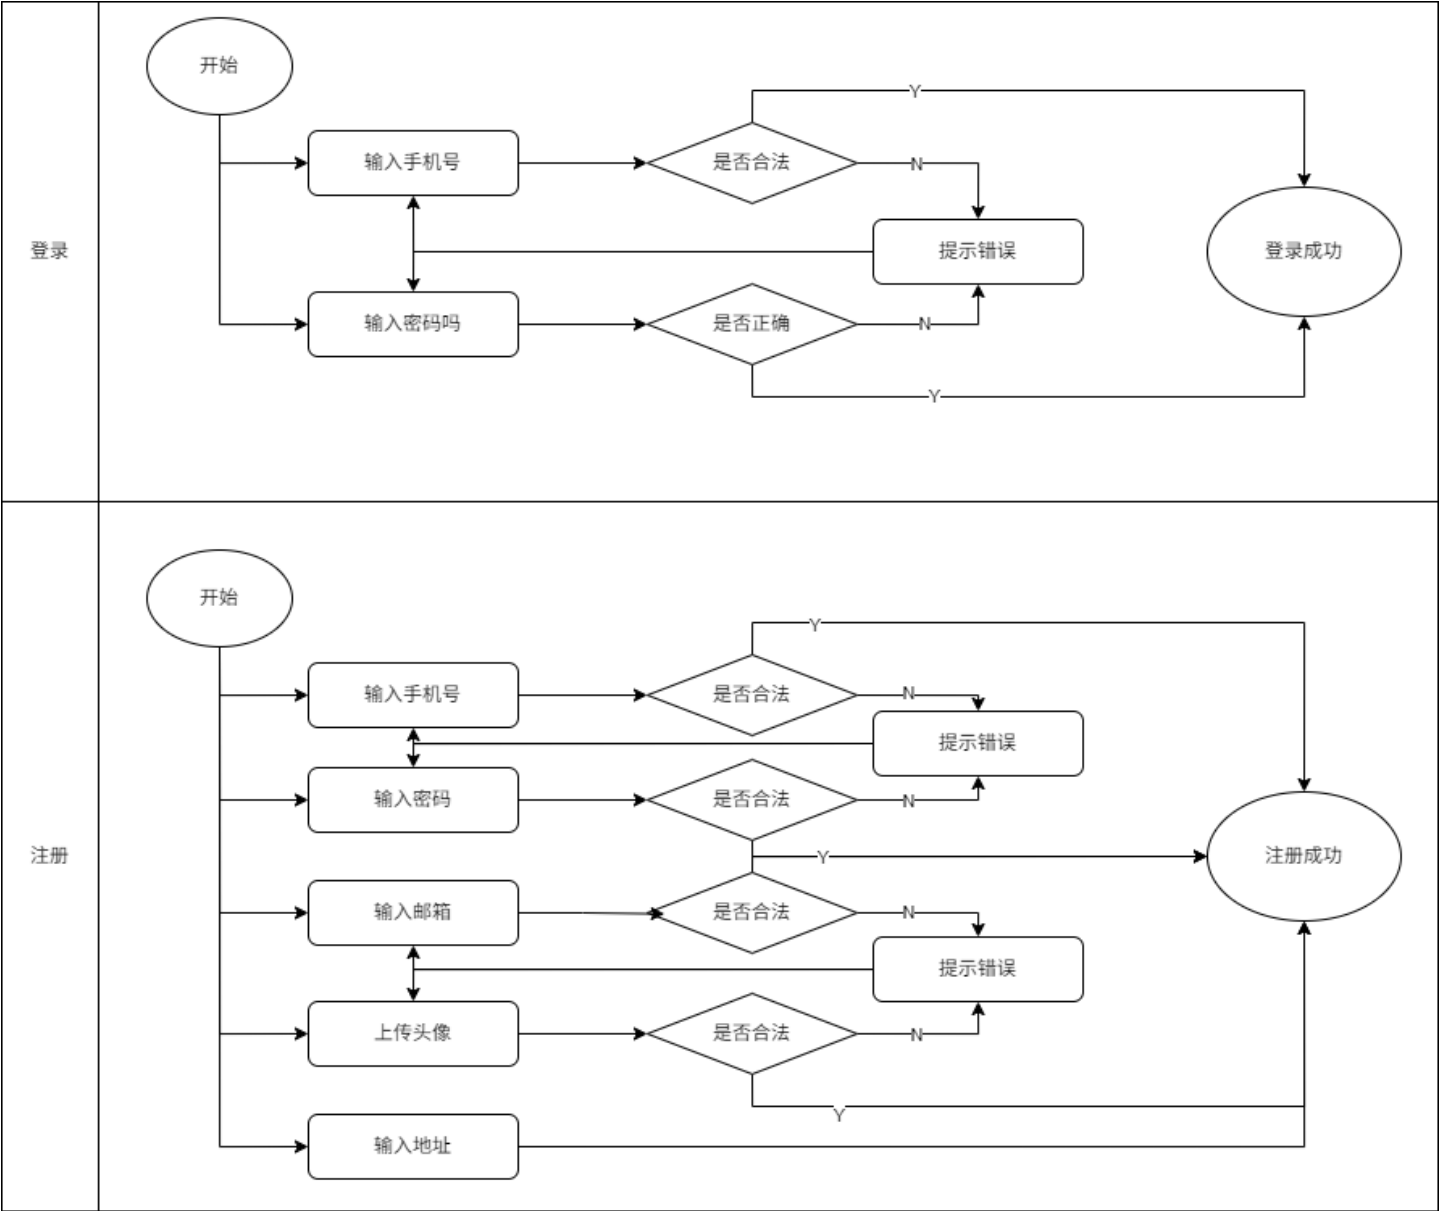 开始
Y
输入手机号
是否合法
N
登录
提示错误
登录成功
输入密码吗
是否正确
N
Y
开始
Y
输入手机号
是否合法
N
提示错误
输入密码
是否合法
N
注册
Y
注册成功
输入邮箱
是否合法
N
提示错误
上传头像
是否合法
N
Y
输入地址